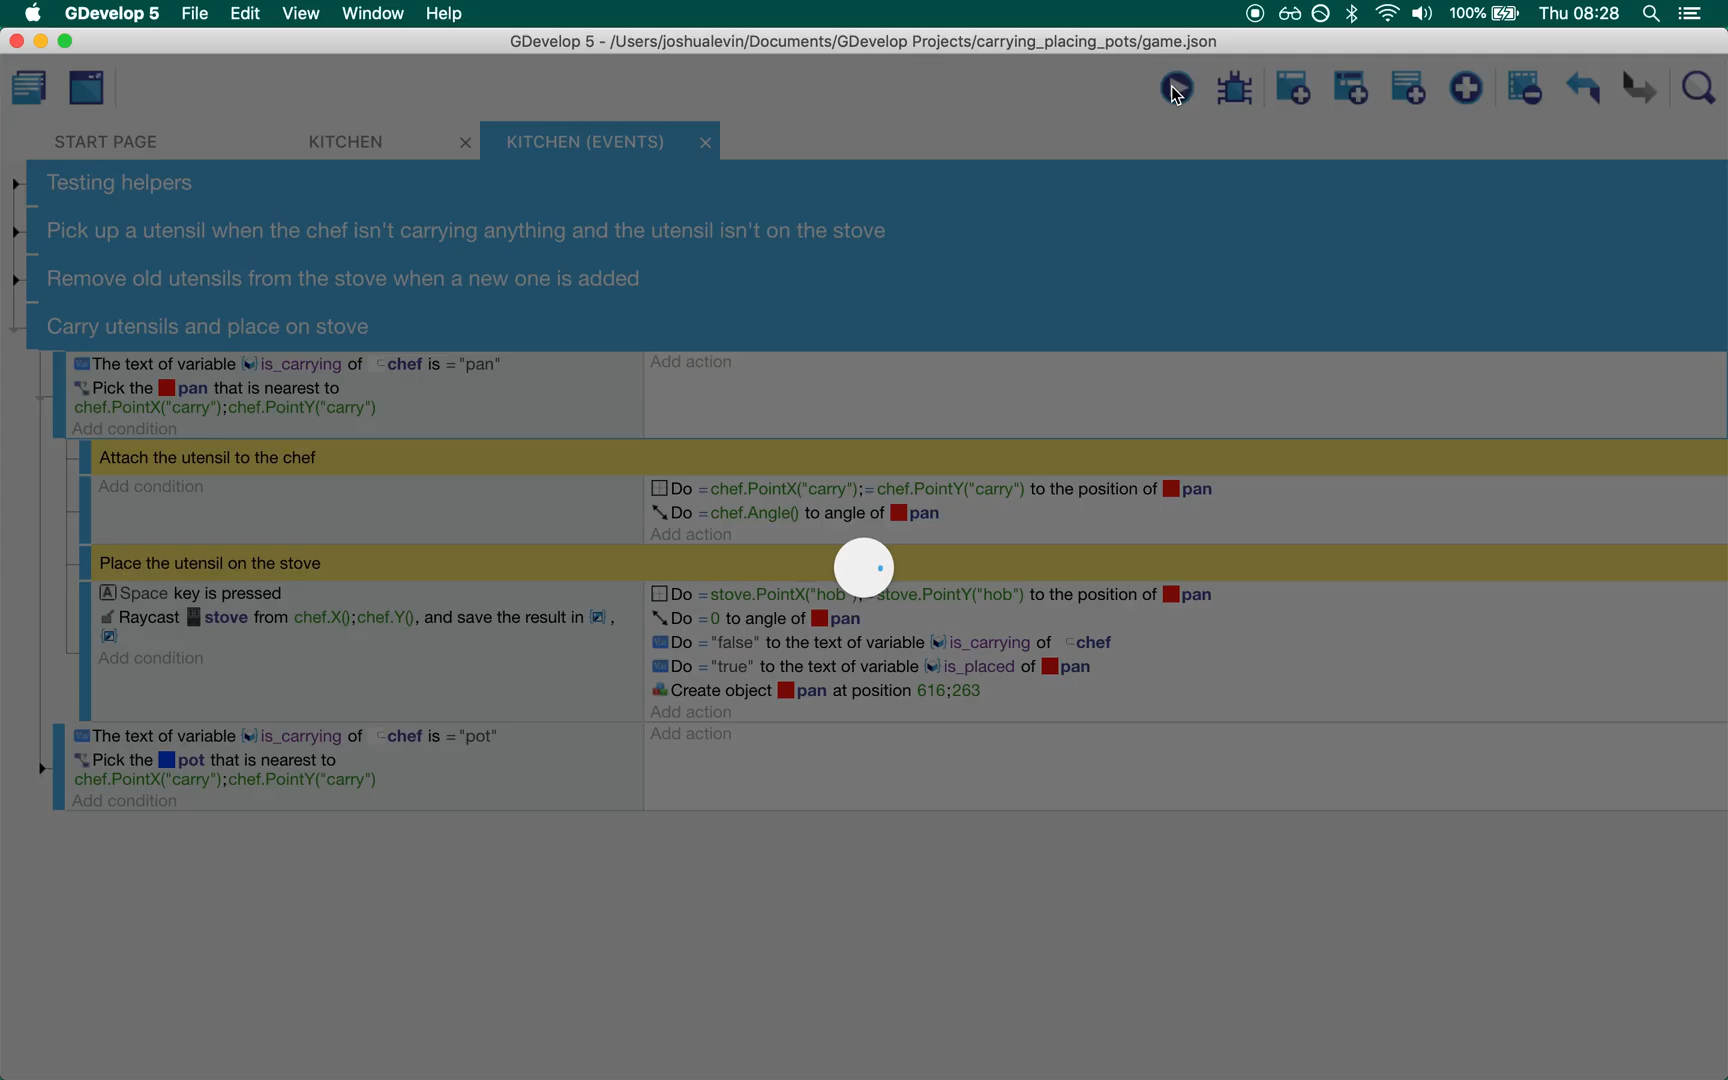 GDevelop 5 File Edit View Window Help 100% Thu 08:28
GDevelop 5 - /Users/joshualevin/Documents/GDevelop Projects/carrying_placing_pots/game.json
START PAGE KITCHEN KITCHEN (EVENTS)
Testing helpers
Pick up a utensil when the chef isn't carrying anything and the utensil isn't on the stove
Remove old utensils from the stove when a new one is added
Carry utensils and place on stove
The text of variable is_carrying of chef is = "pan" Add action
Pick the pan that is nearest to
chef.PointX("carry");chef.PointY("carry")
Add condition
Attach the utensil to the chef
Add condition Do =chef.PointX("carry");=chef.PointY("carry") to the position of pan
Do =chef.Angle() to angle of pan
Add action
Place the utensil on the stove
A Space key is pressed Do =stove.PointX("hob"); =stove.PointY("hob") to the position of pan
Raycast stove from chef.X();chef.Y(), and save the result in , Do =0 to angle of pan
Do ="false" to the text of variable is_carrying of chef
Add condition Do ="true" to the text of variable is_placed of pan
Create object pan at position 616;263
Add action
The text of variable is_carrying of chef is = "pot" Add action
Pick the pot that is nearest to
chef.PointX("carry");chef.PointY("carry")
Add condition